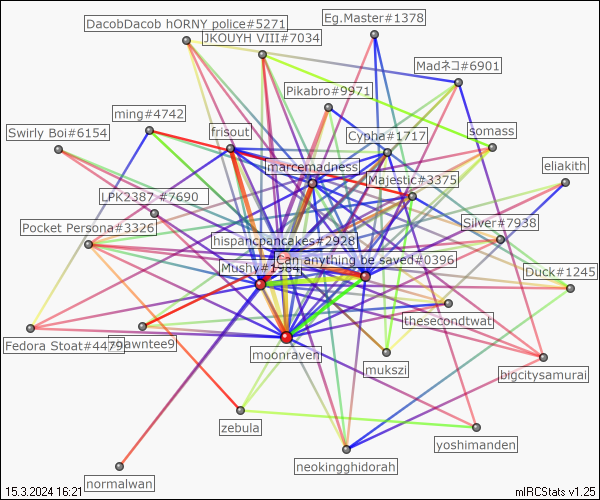 Eg.Master#1378
DacobDacob hORNY police#5271
JKOUYH VIII#7034
Madネコ#6901
Pikabro#9971
ming#4742
Swirly Boi#6154
frisout
Cypha#1717
somass
marcemadness
eliakith
Majestic#3375
LPK2387 #7690
Pocket Persona#3326
Silver#7938
hispancpancakes#2928
Can anything be saved#0396
Mushy#1984
Duck#1245
thesecondtwat
Fedora Stoat#4479
moonraven
mukszi
bigcitysamurai
zebula
yoshimanden
neokingghidorah
normalwan
15.3.2024 16:21
mIRCStats v1.25